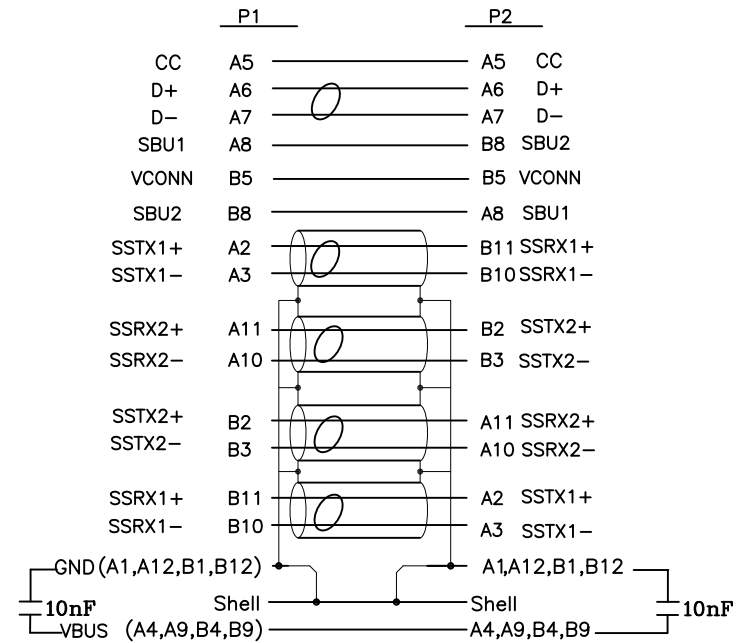 P1 P2
CC A5 A5 CC
D+ A6 A6 D+
D− A7 A7 D−
SBU1 A8 B8 SBU2
VCONN B5 B5 VCONN
SBU2 B8 A8 SBU1
SSTX1+ A2 B11 SSRX1+
SSTX1− A3 B10 SSRX1−
SSRX2+ A11 B2 SSTX2+
SSRX2− A10 B3 SSTX2−
SSTX2+ B2 A11 SSRX2+
SSTX2− B3 A10 SSRX2−
SSRX1+ B11 A2 SSTX1+
SSRX1− B10 A3 SSTX1−
GND (A1,A12,B1,B12) A1,A12,B1,B12
10nF Shell Shell 10nF
VBUS (A4,A9,B4,B9) A4,A9,B4,B9